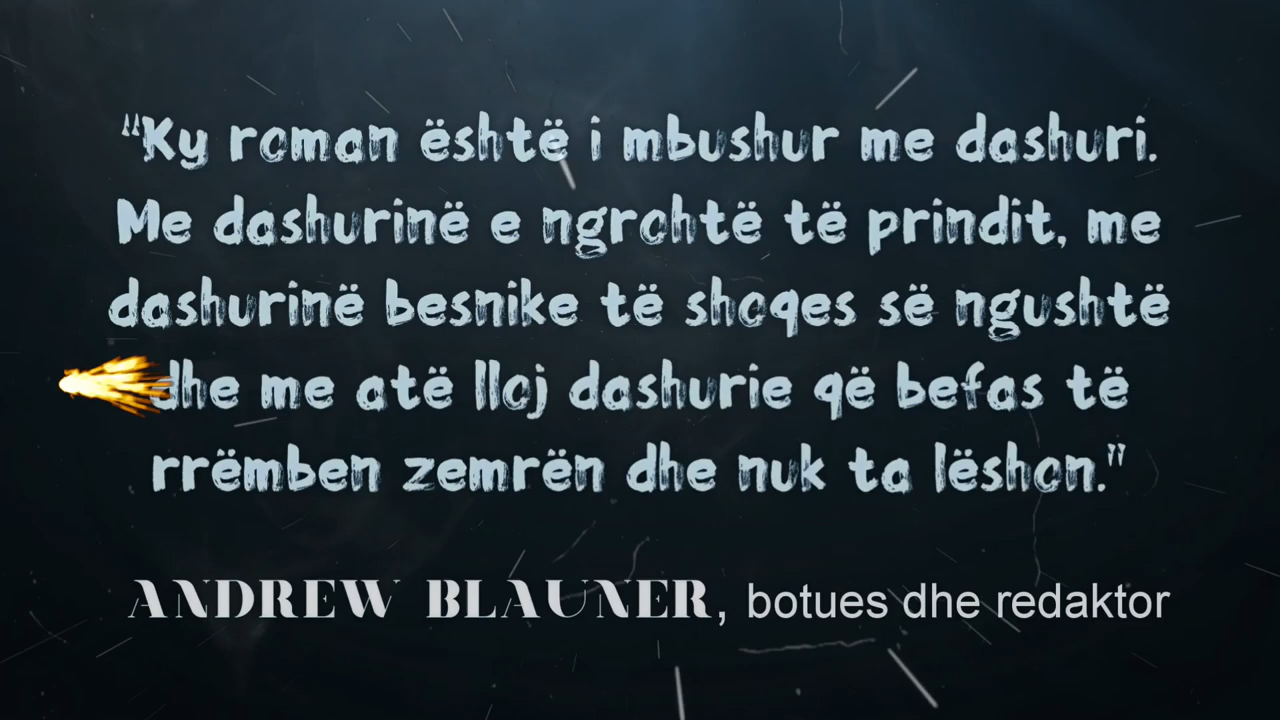 "Ky roman është i mbushur me dashuri.
Me dashurinë e ngrohtë të prindit, me
dashurinë besnike të shoqes së ngushtë
dhe me atë lloj dashurie që befas të
rrëmben zemrën dhe nuk ta lëshon."
ANDREW BLAUNER, botues dhe redaktor